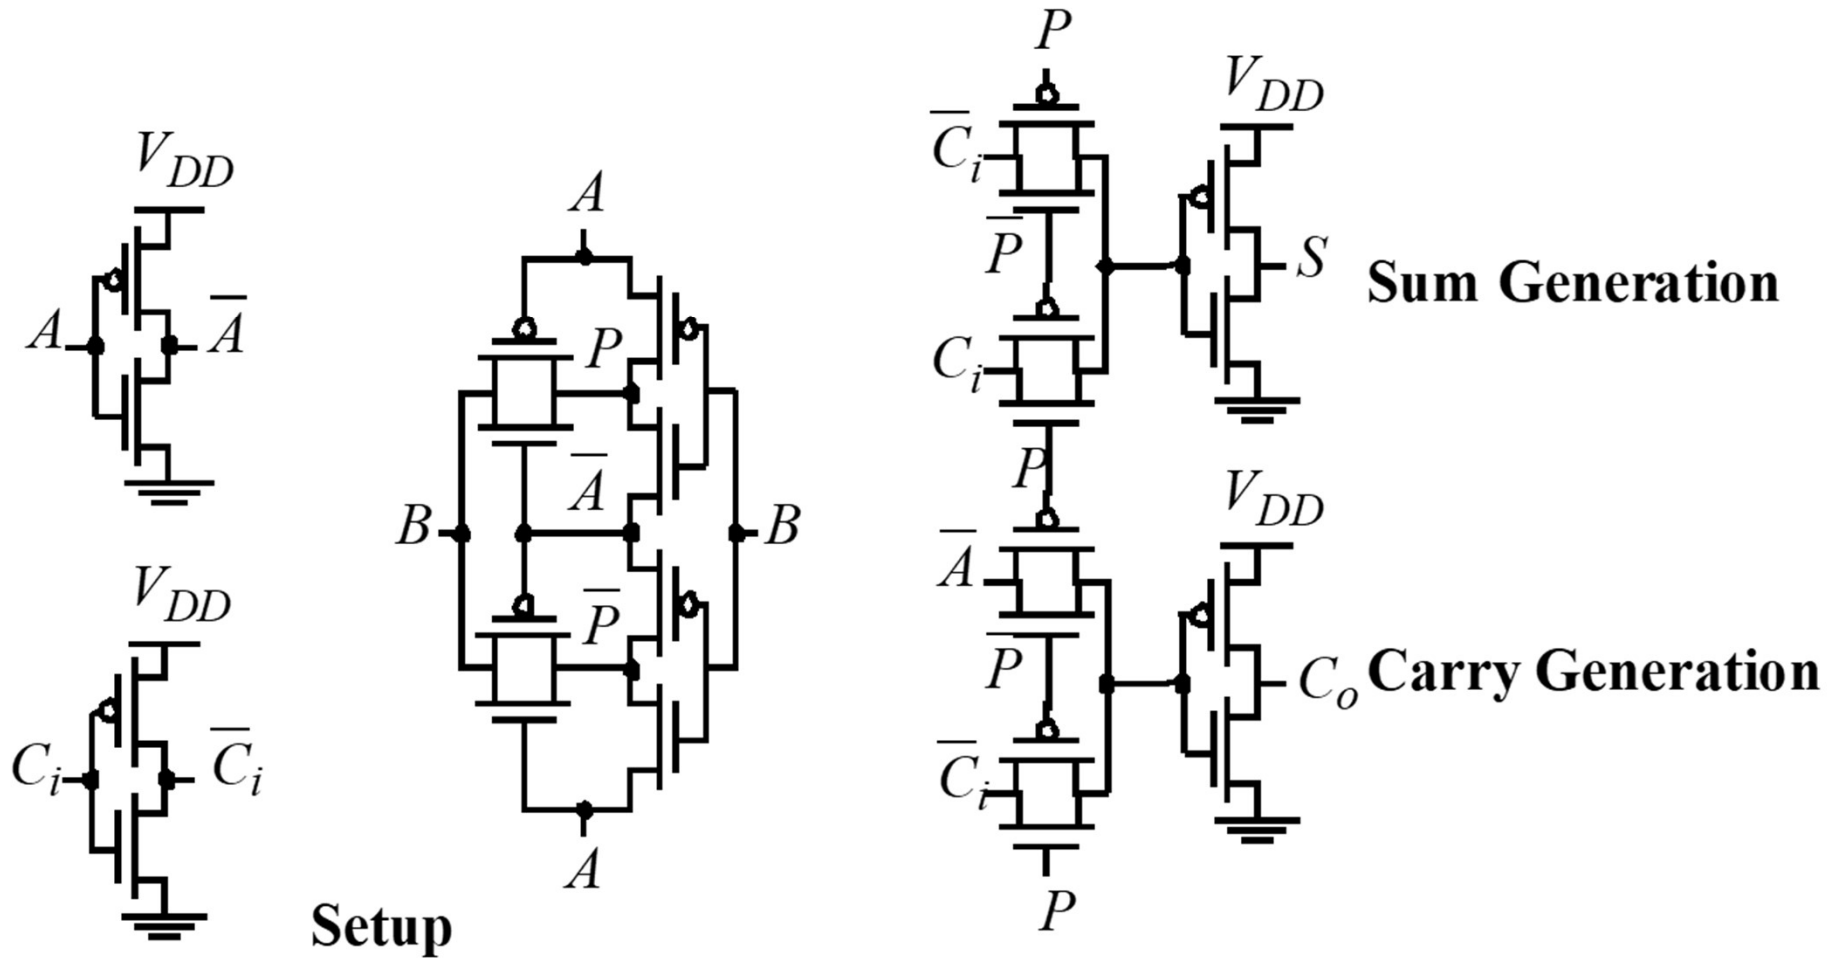 V_DD
A
A̅
V_DD
C_i
C̅_i
Setup
A
P
A̅
B
B
P̅
A
P
C̅_i
V_DD
P̅
S
Sum Generation
C_i
P
V_DD
A̅
P̅
C_o
Carry Generation
C̅_i
P